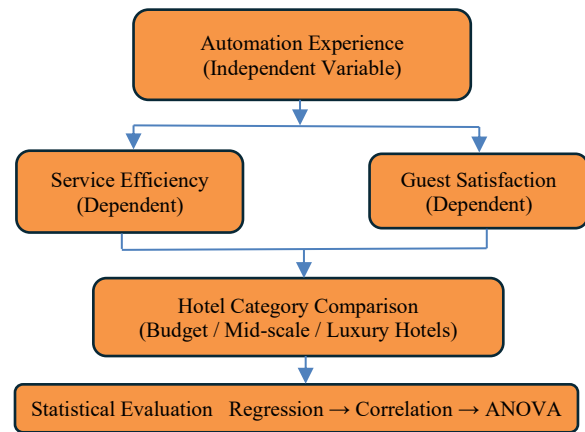 Automation Experience
(Independent Variable)
Service Efficiency
(Dependent)
Guest Satisfaction
(Dependent)
Hotel Category Comparison
(Budget / Mid-scale / Luxury Hotels)
Statistical Evaluation Regression → Correlation → ANOVA